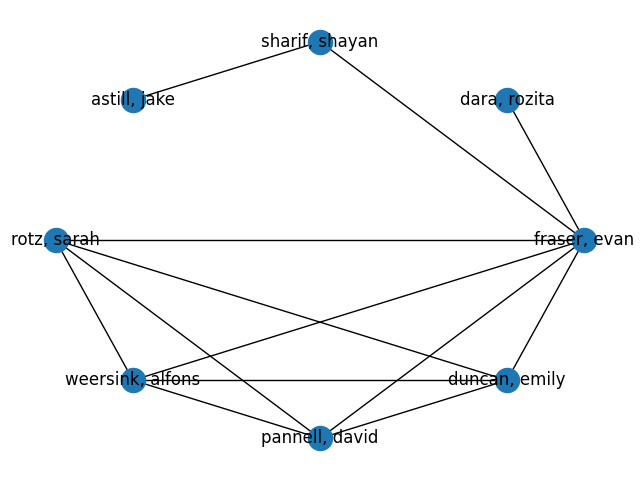 sharif, shayan
astill, jake
dara, rozita
rotz, sarah
fraser, evan
weersink, alfons
duncan, emily
pannell, david